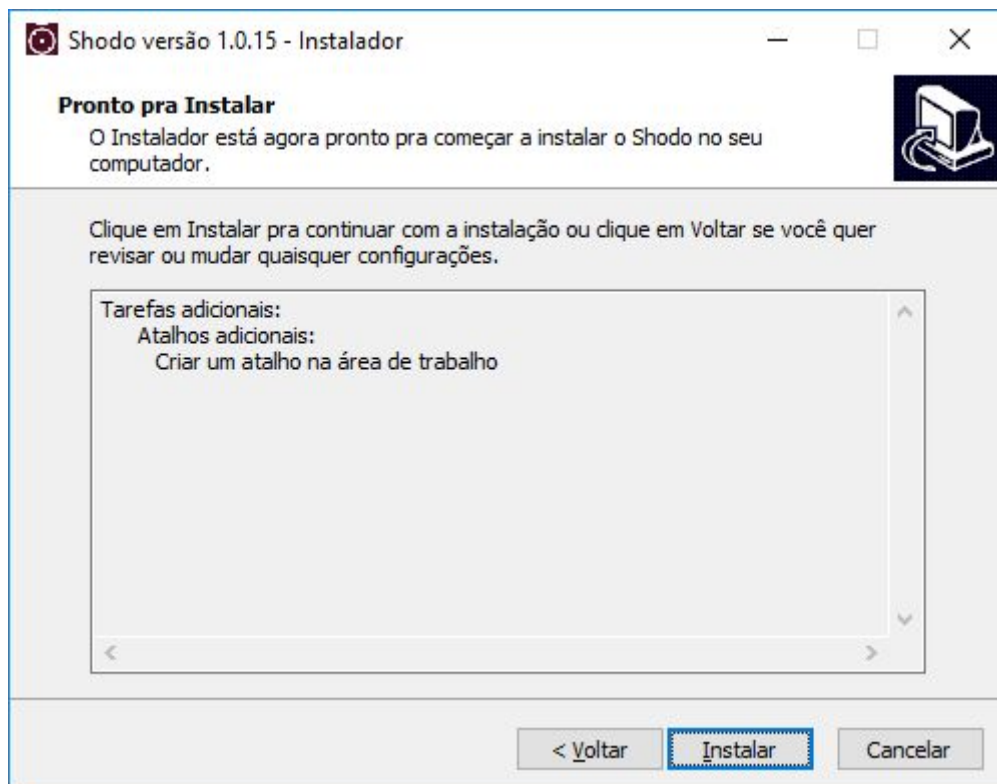 Shodo versão 1.0.15 - Instalador
Pronto pra Instalar
O Instalador está agora pronto pra começar a instalar o Shodo no seu
computador.
Clique em Instalar pra continuar com a instalação ou clique em Voltar se você quer
revisar ou mudar quaisquer configurações.
Tarefas adicionais:
Atalhos adicionais:
Criar um atalho na área de trabalho
< Voltar
Instalar
Cancelar